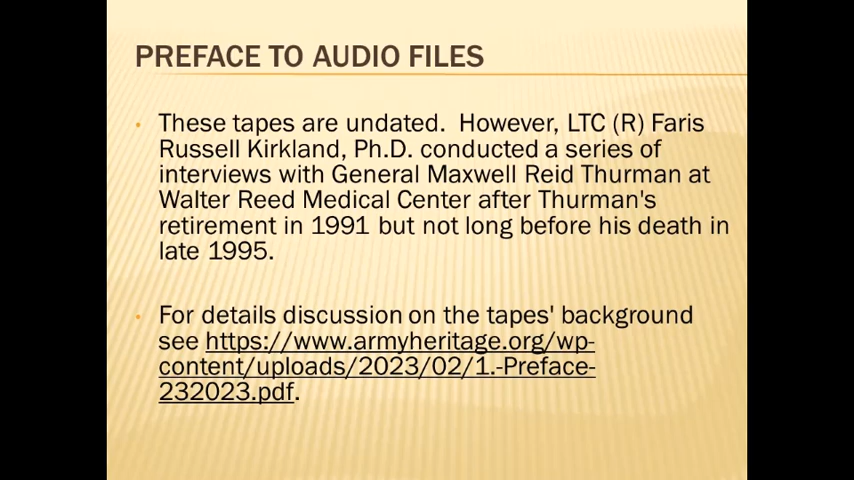 PREFACE TO AUDIO FILES
• These tapes are undated.  However, LTC (R) Faris
Russell Kirkland, Ph.D. conducted a series of
interviews with General Maxwell Reid Thurman at
Walter Reed Medical Center after Thurman's
retirement in 1991 but not long before his death in
late 1995.
• For details discussion on the tapes' background
see https://www.armyheritage.org/wp-
content/uploads/2023/02/1.-Preface-
232023.pdf.